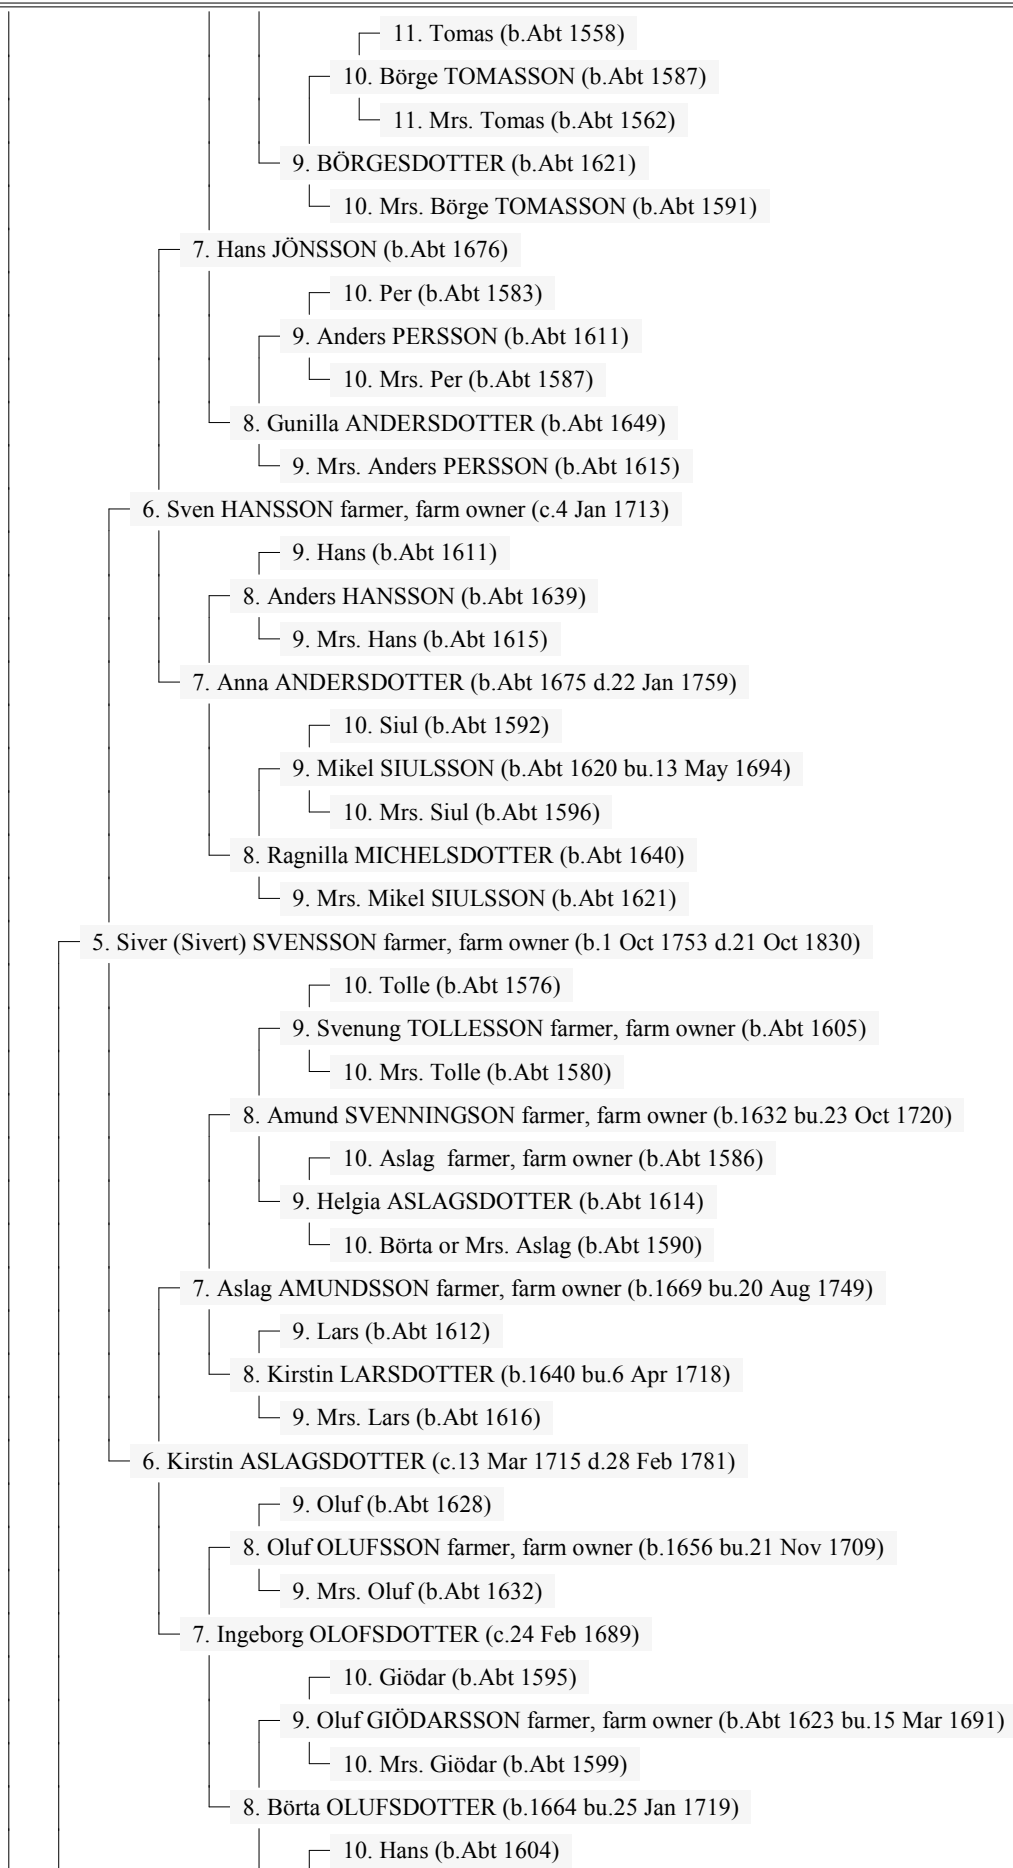 11. Tomas (b.Abt 1558)
10. Börge TOMASSON (b.Abt 1587)
11. Mrs. Tomas (b.Abt 1562)
9. BÖRGESDOTTER (b.Abt 1621)
10. Mrs. Börge TOMASSON (b.Abt 1591)
7. Hans JÖNSSON (b.Abt 1676)
10. Per (b.Abt 1583)
9. Anders PERSSON (b.Abt 1611)
10. Mrs. Per (b.Abt 1587)
8. Gunilla ANDERSDOTTER (b.Abt 1649)
9. Mrs. Anders PERSSON (b.Abt 1615)
6. Sven HANSSON farmer, farm owner (c.4 Jan 1713)
9. Hans (b.Abt 1611)
8. Anders HANSSON (b.Abt 1639)
9. Mrs. Hans (b.Abt 1615)
7. Anna ANDERSDOTTER (b.Abt 1675 d.22 Jan 1759)
10. Siul (b.Abt 1592)
9. Mikel SIULSSON (b.Abt 1620 bu.13 May 1694)
10. Mrs. Siul (b.Abt 1596)
8. Ragnilla MICHELSDOTTER (b.Abt 1640)
9. Mrs. Mikel SIULSSON (b.Abt 1621)
5. Siver (Sivert) SVENSSON farmer, farm owner (b.1 Oct 1753 d.21 Oct 1830)
10. Tolle (b.Abt 1576)
9. Svenung TOLLESSON farmer, farm owner (b.Abt 1605)
10. Mrs. Tolle (b.Abt 1580)
8. Amund SVENNINGSON farmer, farm owner (b.1632 bu.23 Oct 1720)
10. Aslag  farmer, farm owner (b.Abt 1586)
9. Helgia ASLAGSDOTTER (b.Abt 1614)
10. Börta or Mrs. Aslag (b.Abt 1590)
7. Aslag AMUNDSSON farmer, farm owner (b.1669 bu.20 Aug 1749)
9. Lars (b.Abt 1612)
8. Kirstin LARSDOTTER (b.1640 bu.6 Apr 1718)
9. Mrs. Lars (b.Abt 1616)
6. Kirstin ASLAGSDOTTER (c.13 Mar 1715 d.28 Feb 1781)
9. Oluf (b.Abt 1628)
8. Oluf OLUFSSON farmer, farm owner (b.1656 bu.21 Nov 1709)
9. Mrs. Oluf (b.Abt 1632)
7. Ingeborg OLOFSDOTTER (c.24 Feb 1689)
10. Giödar (b.Abt 1595)
9. Oluf GIÖDARSSON farmer, farm owner (b.Abt 1623 bu.15 Mar 1691)
10. Mrs. Giödar (b.Abt 1599)
8. Börta OLUFSDOTTER (b.1664 bu.25 Jan 1719)
10. Hans (b.Abt 1604)